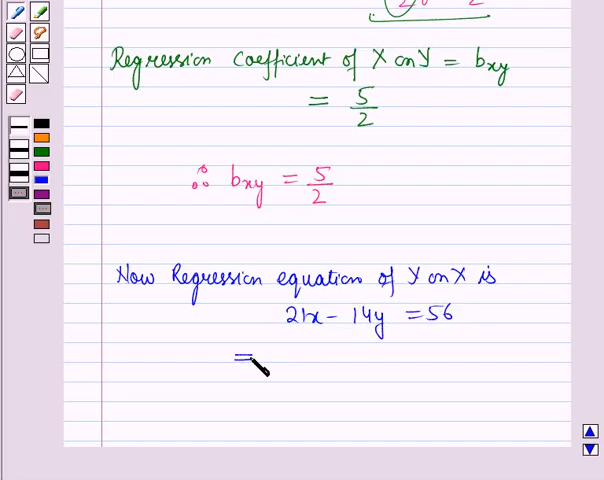 2
Regression Coefficient of X on Y = bxy
= 5/2
∴ bxy = 5/2
Now Regression equation of Y on X is
21x - 14y = 56
=